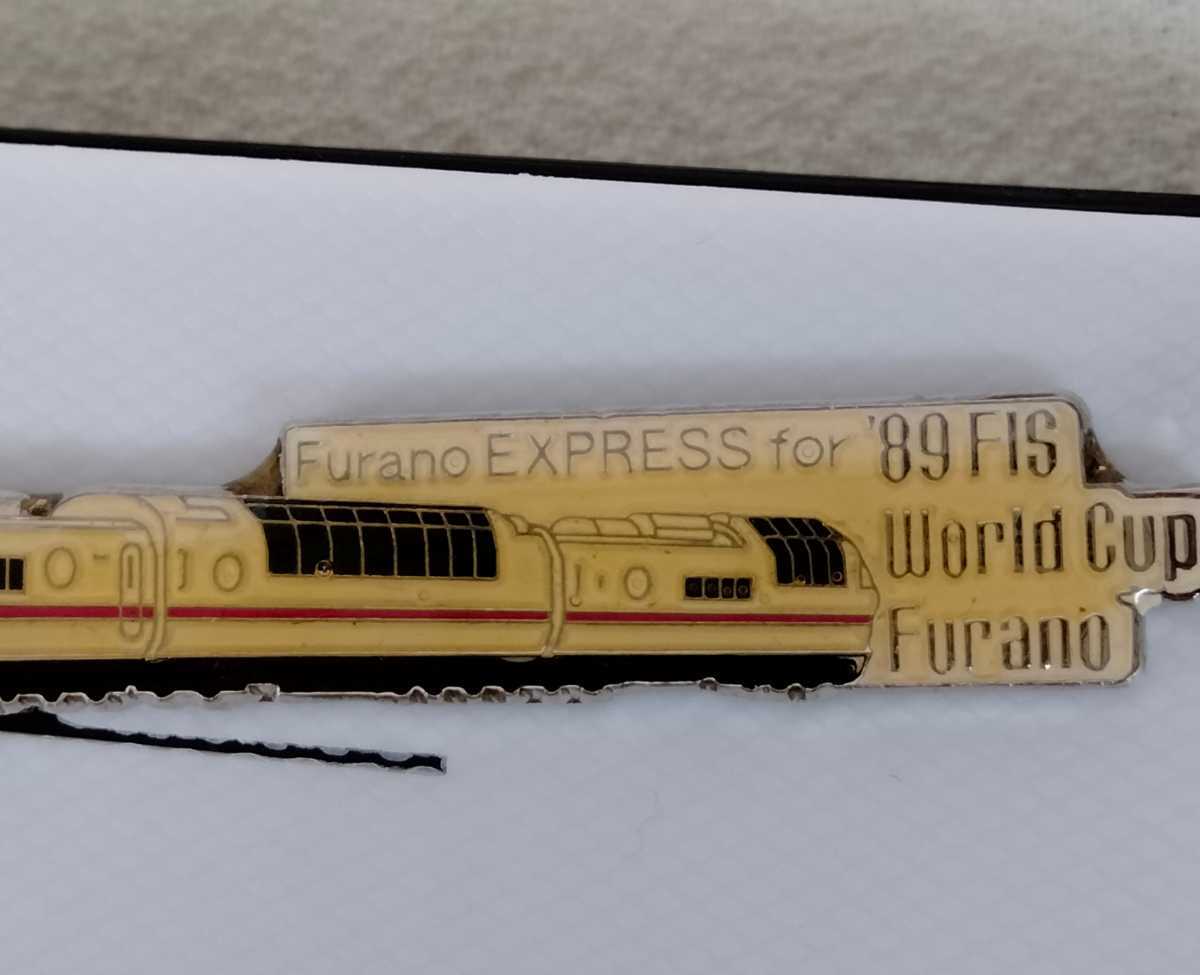 Furano EXPRESS for '89 FIS
World Cup
Furano